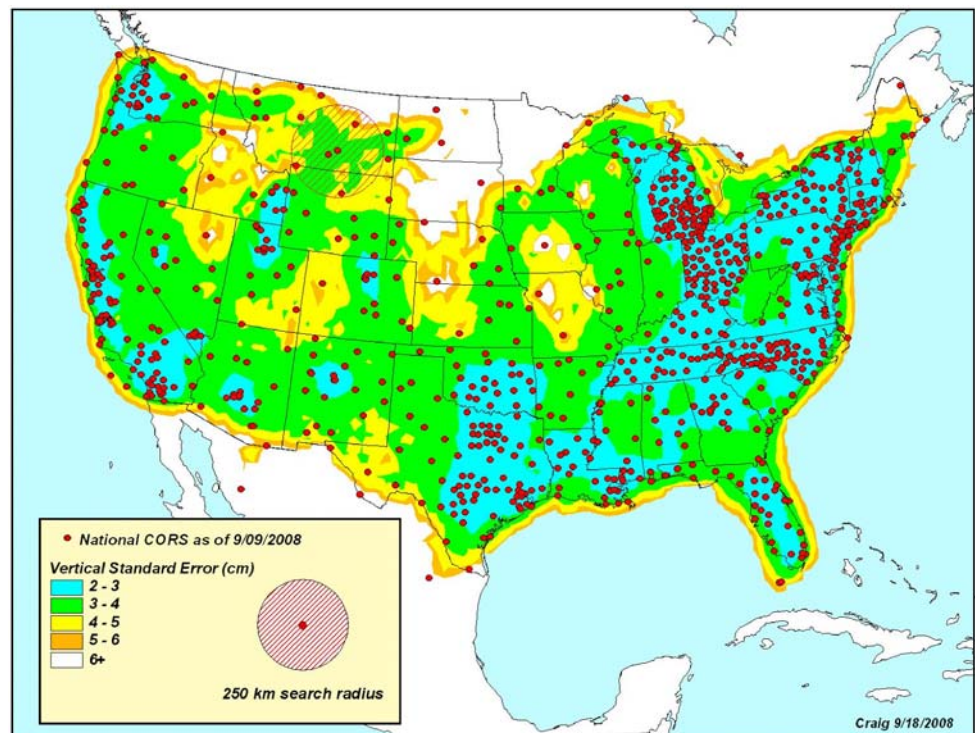 National CORS as of 9/09/2008
Vertical Standard Error (cm)
2 - 3
3 - 4
4 - 5
5 - 6
6+
250 km search radius
Craig 9/18/2008